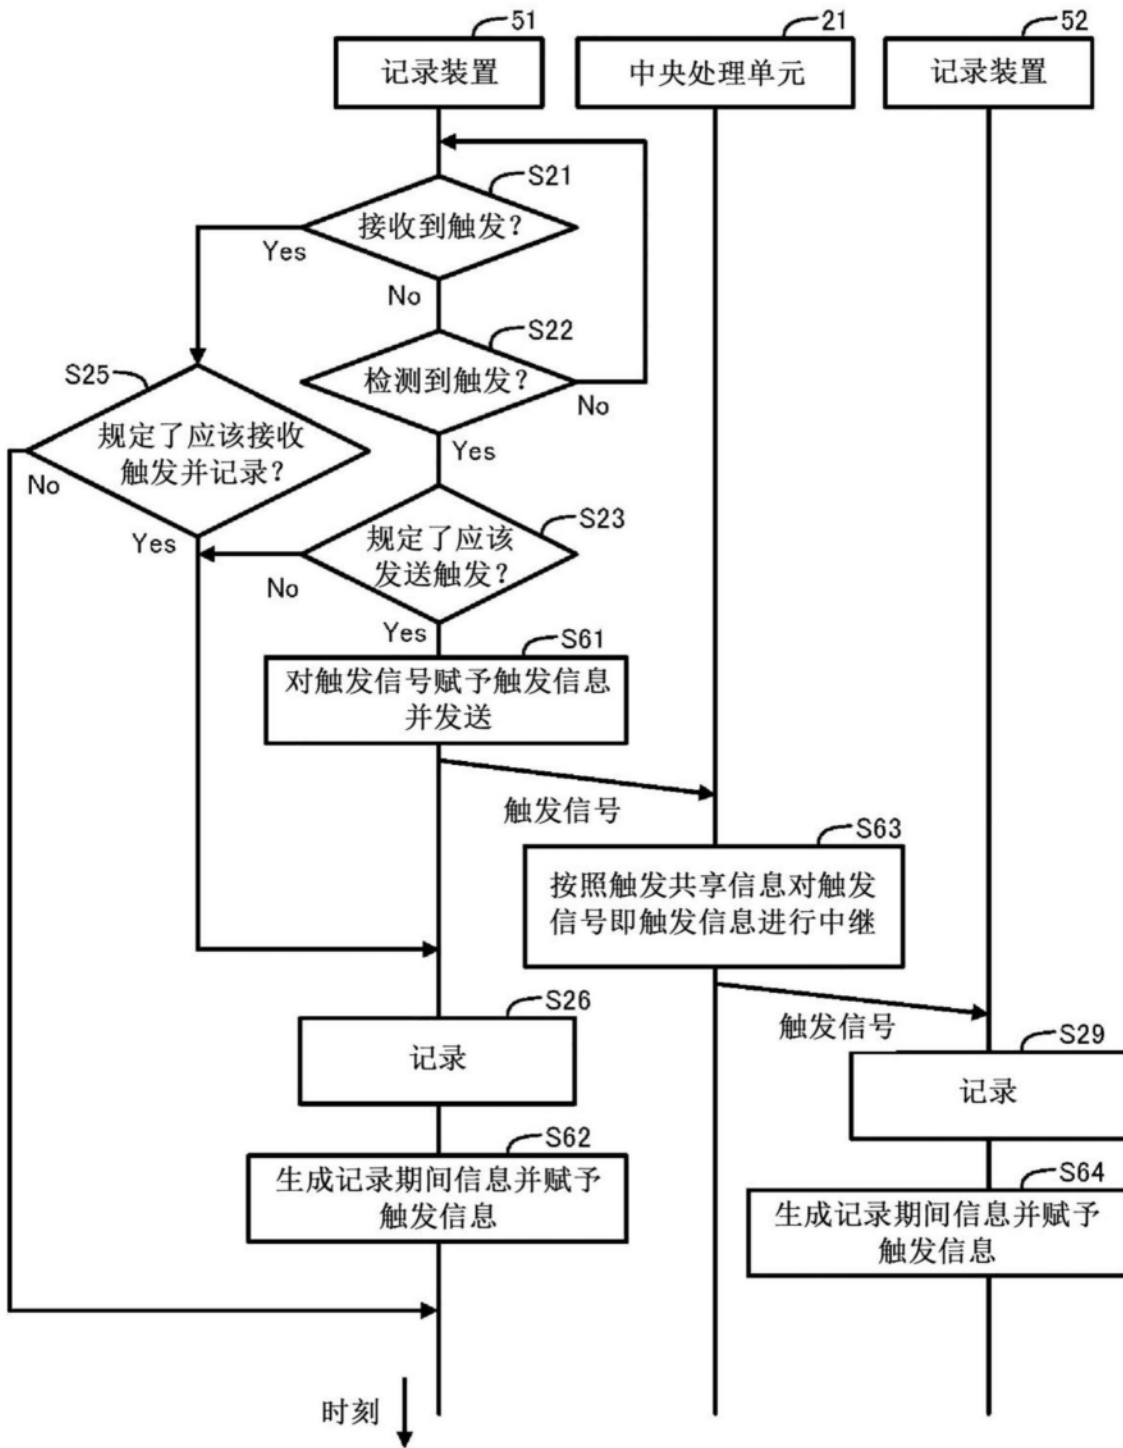 51
21
52
记录装置
中央处理单元
记录装置
S21
接收到触发?
Yes
No
S22
检测到触发?
No
Yes
S25
规定了应该接收
触发并记录?
No
Yes
S23
规定了应该
发送触发?
No
Yes
S61
对触发信号赋予触发信息
并发送
触发信号
S63
按照触发共享信息对触发
信号即触发信息进行中继
触发信号
S26
记录
S29
记录
S62
生成记录期间信息并赋予
触发信息
S64
生成记录期间信息并赋予
触发信息
时刻